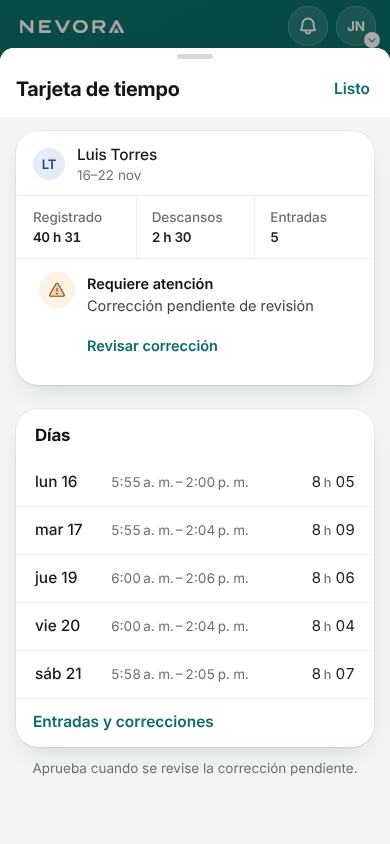 NEVORA
JN
Tarjeta de tiempo
Listo
LT
Luis Torres
16–22 nov
Registrado
40 h 31
Descansos
2 h 30
Entradas
5
Requiere atención
Corrección pendiente de revisión
Revisar corrección
Días
lun 16 5:55 a. m. – 2:00 p. m. 8 h 05
mar 17 5:55 a. m. – 2:04 p. m. 8 h 09
jue 19 6:00 a. m. – 2:06 p. m. 8 h 06
vie 20 6:00 a. m. – 2:04 p. m. 8 h 04
sáb 21 5:58 a. m. – 2:05 p. m. 8 h 07
Entradas y correcciones
Aprueba cuando se revise la corrección pendiente.